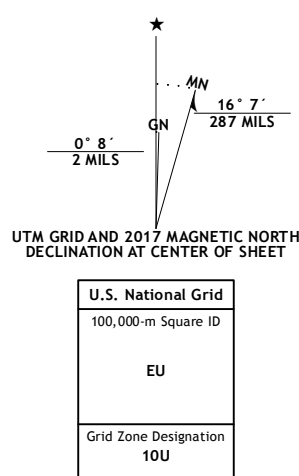 ★
MN
GN
16° 7´
287 MILS
0° 8´
2 MILS
UTM GRID AND 2017 MAGNETIC NORTH
DECLINATION AT CENTER OF SHEET
U.S. National Grid
100,000-m Square ID
EU
Grid Zone Designation
10U